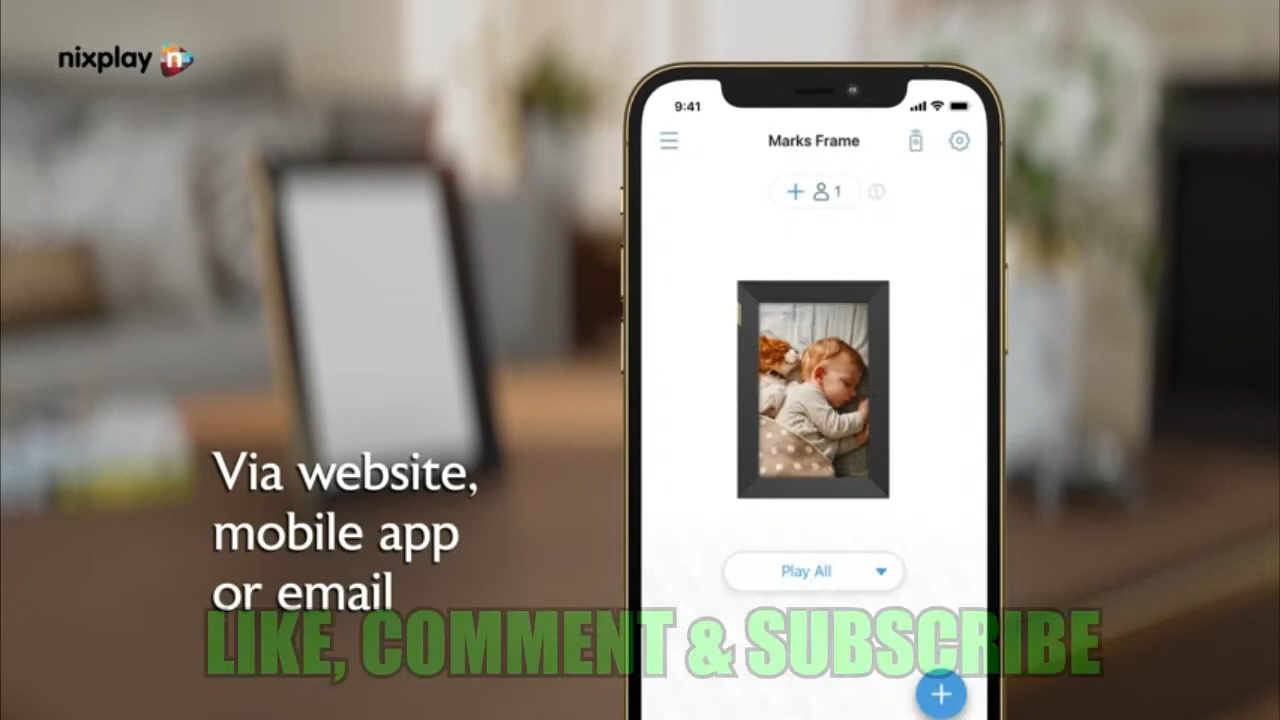 nixplay
9:41
Marks Frame
1
Via website,
mobile app
or email
Play All
LIKE, COMMENT & SUBSCRIBE